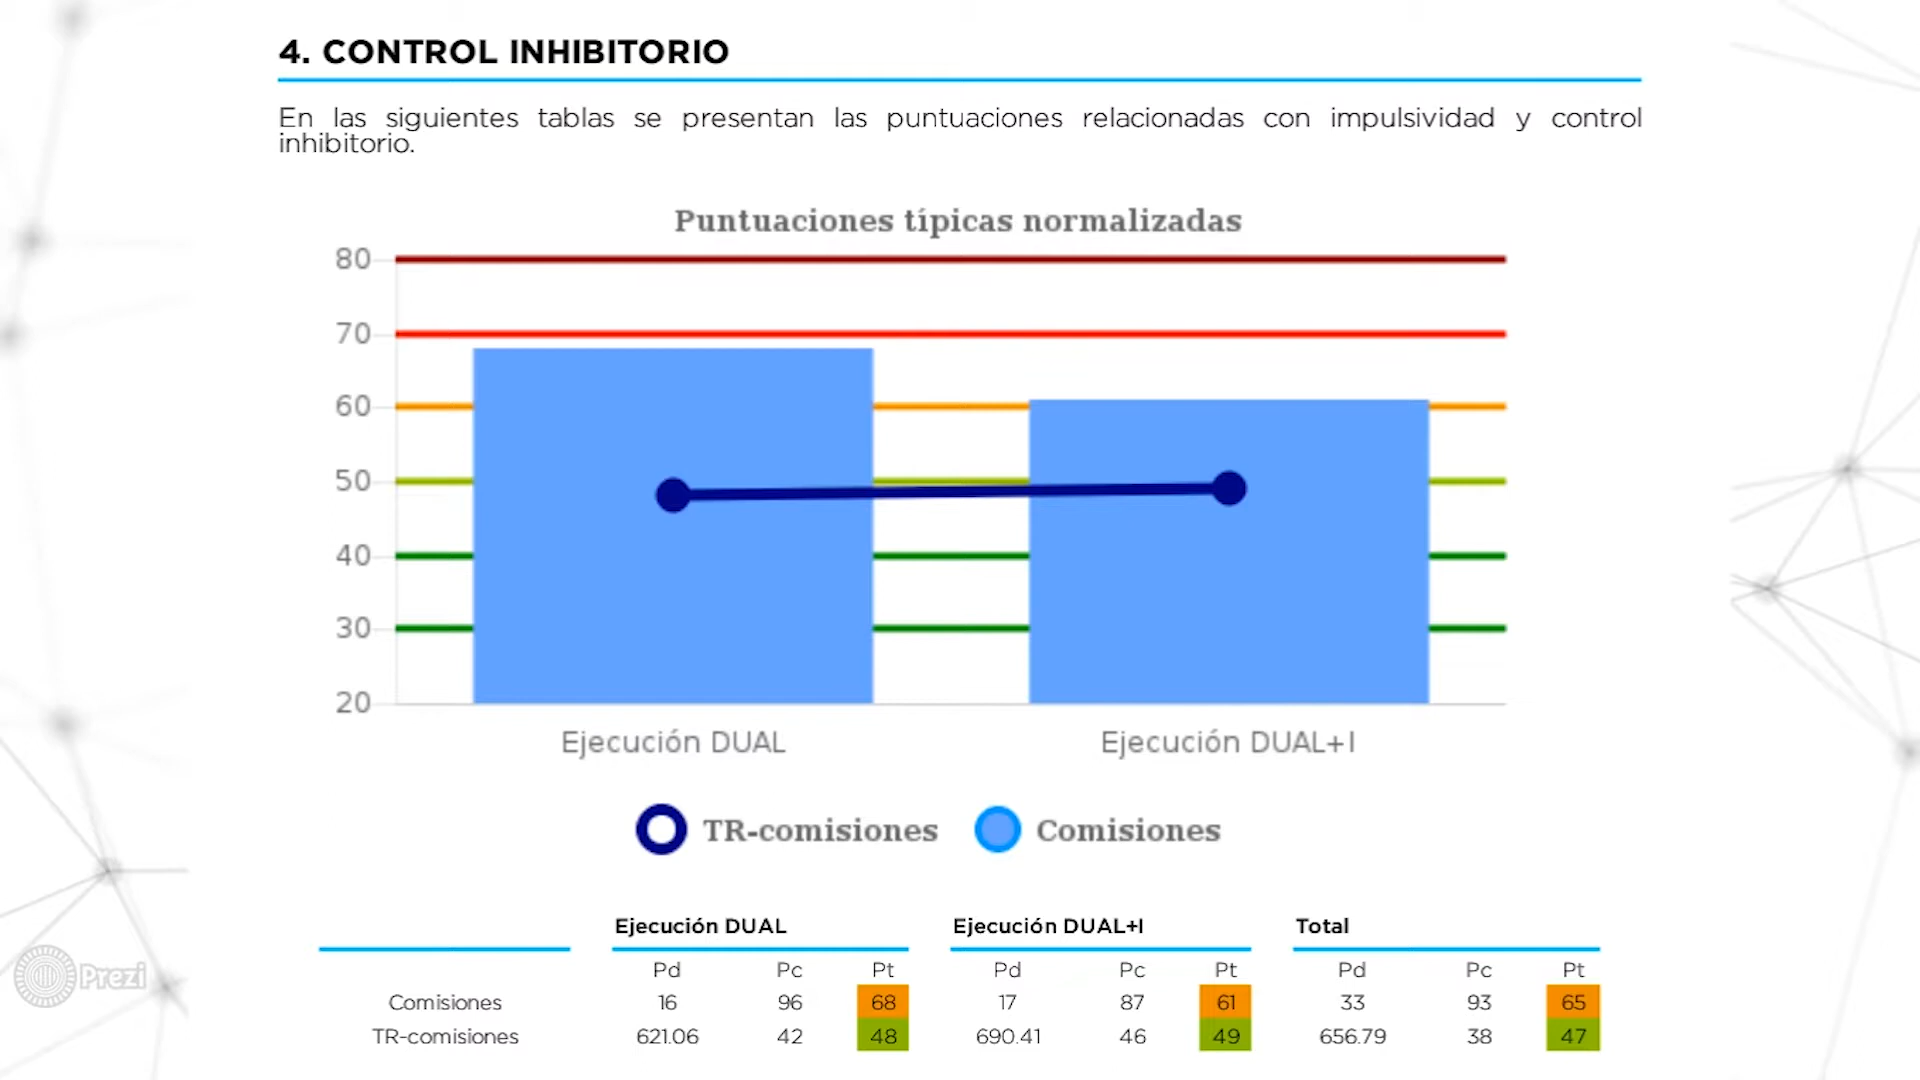 4. CONTROL INHIBITORIO
En las siguientes tablas se presentan las puntuaciones relacionadas con impulsividad y control
inhibitorio.
Puntuaciones típicas normalizadas
80
70
60
50
40
30
20
Ejecución DUAL Ejecución DUAL+I
TR-comisiones Comisiones
Ejecución DUAL Ejecución DUAL+I Total
Pd Pc Pt Pd Pc Pt Pd Pc Pt
Comisiones 16 96 68 17 87 61 33 93 65
TR-comisiones 621.06 42 48 690.41 46 49 656.79 38 47
Prezi